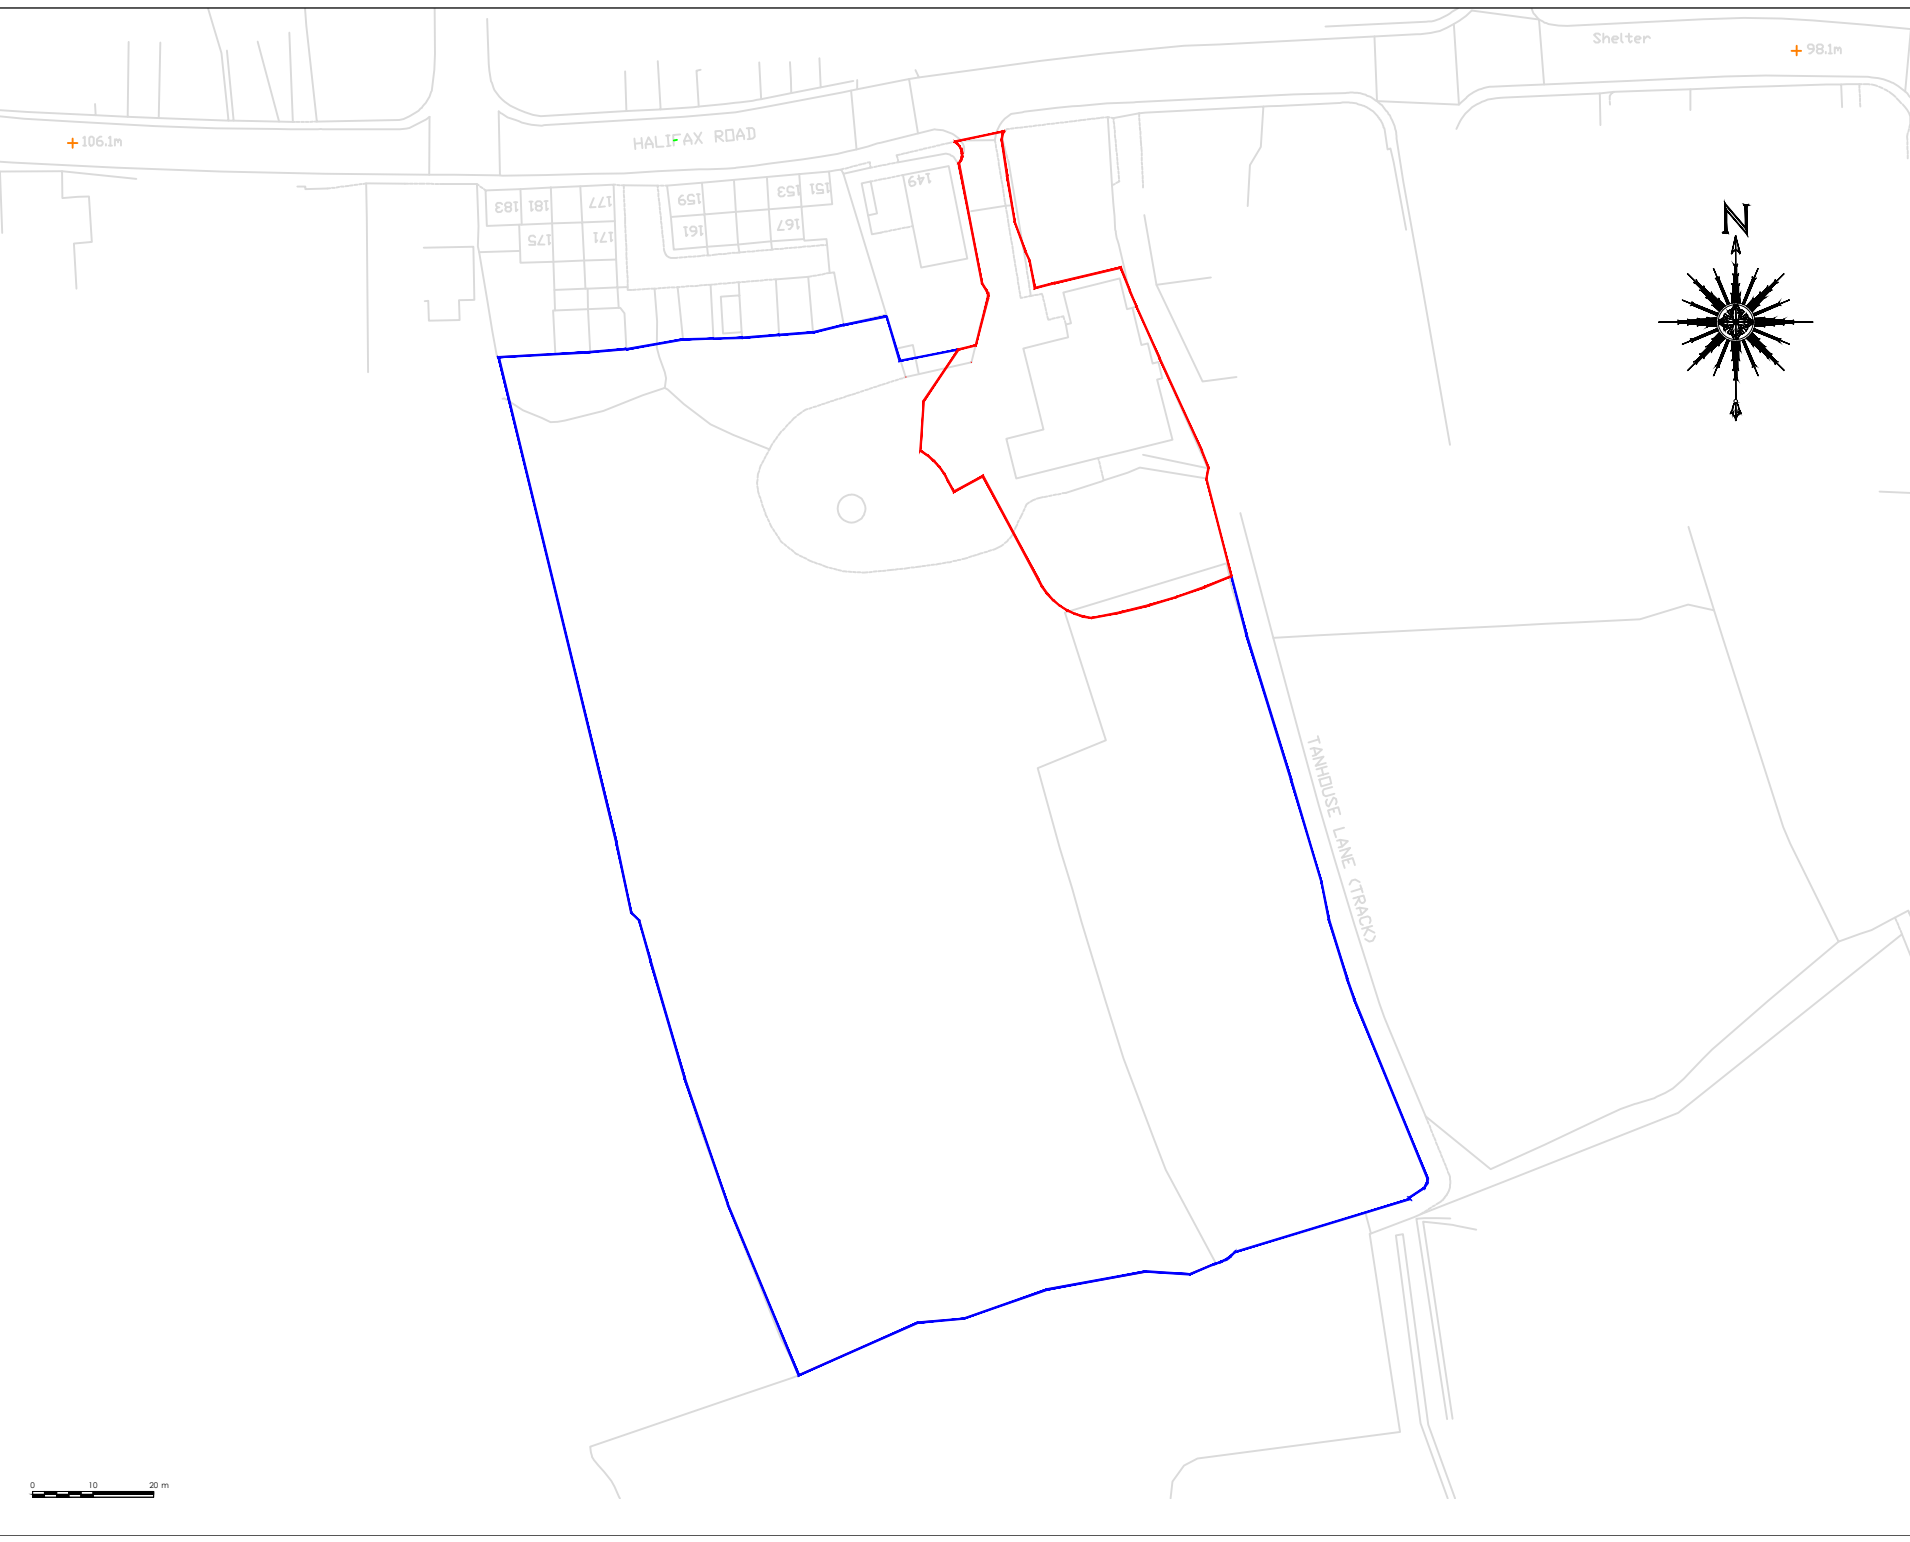 Shelter
98.1m
106.1m
HALIFAX ROAD
149
183
181
177
159
153
151
175
171
161
167
N
TANHOUSE LANE (TRACK)
0 10 20 m